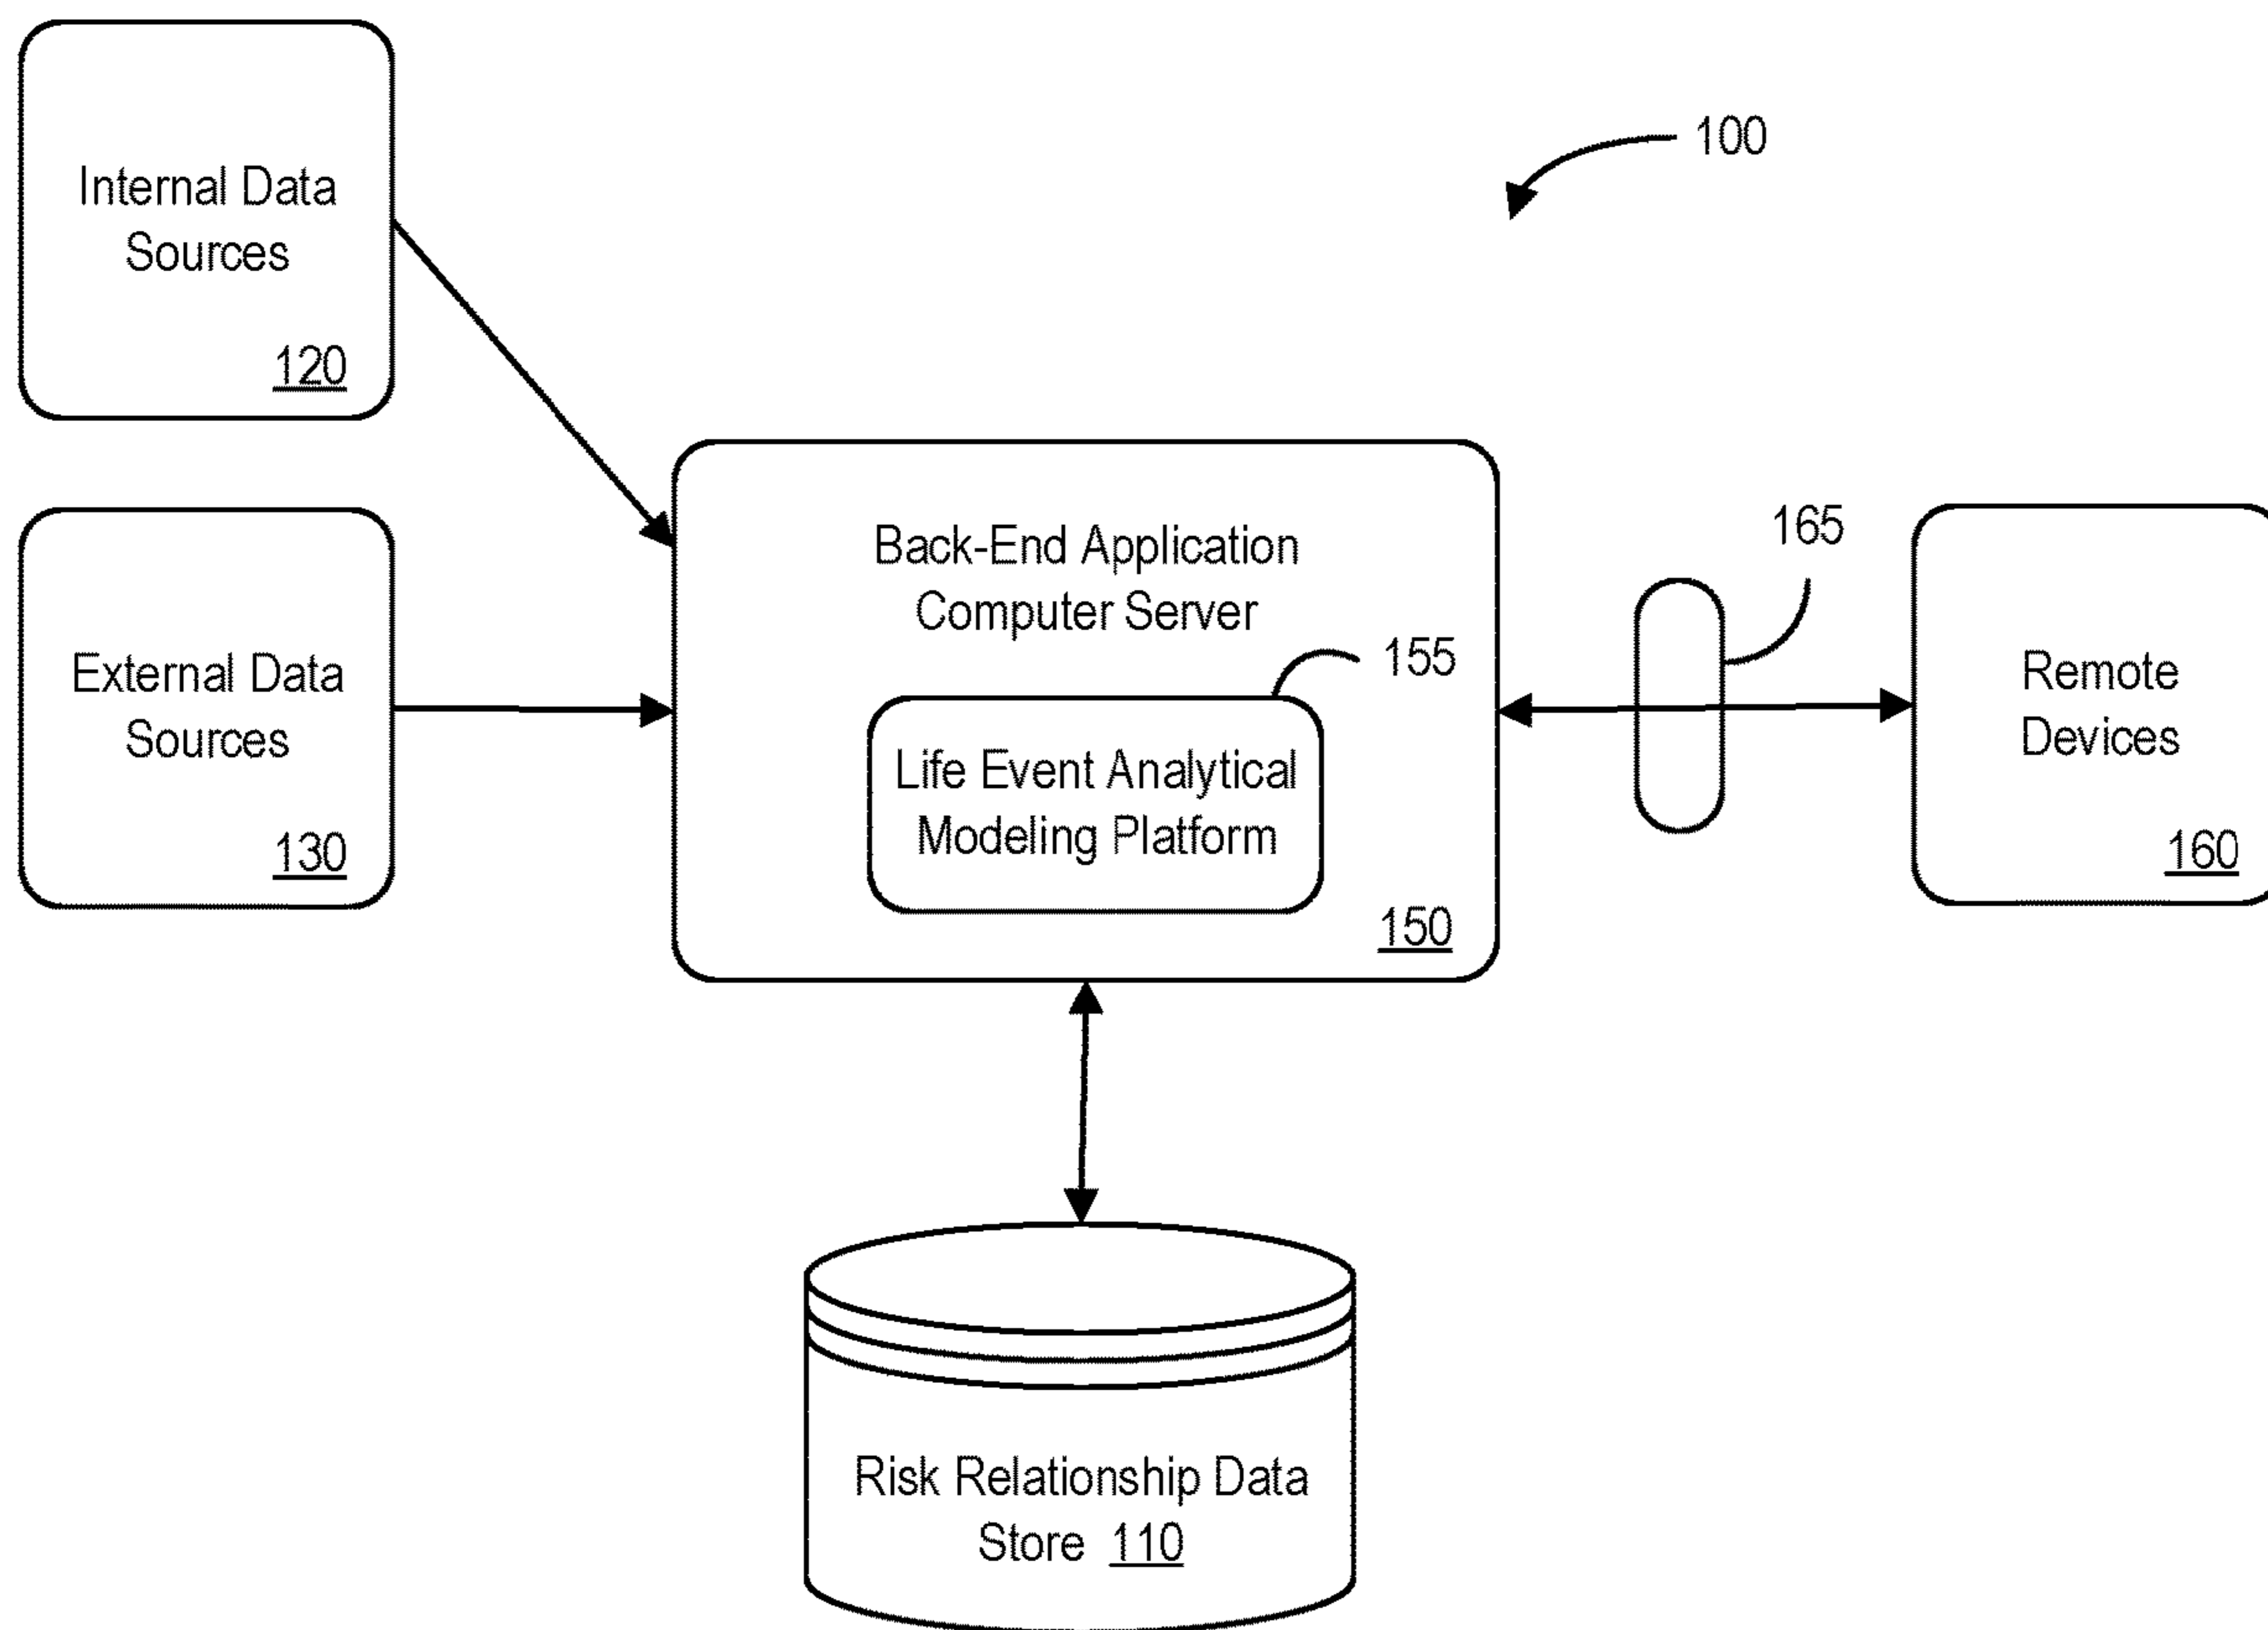 100
Internal Data
Sources
120
External Data
Sources
130
Back-End Application
Computer Server
155
Life Event Analytical
Modeling Platform
150
165
Remote
Devices
160
Risk Relationship Data
Store 110